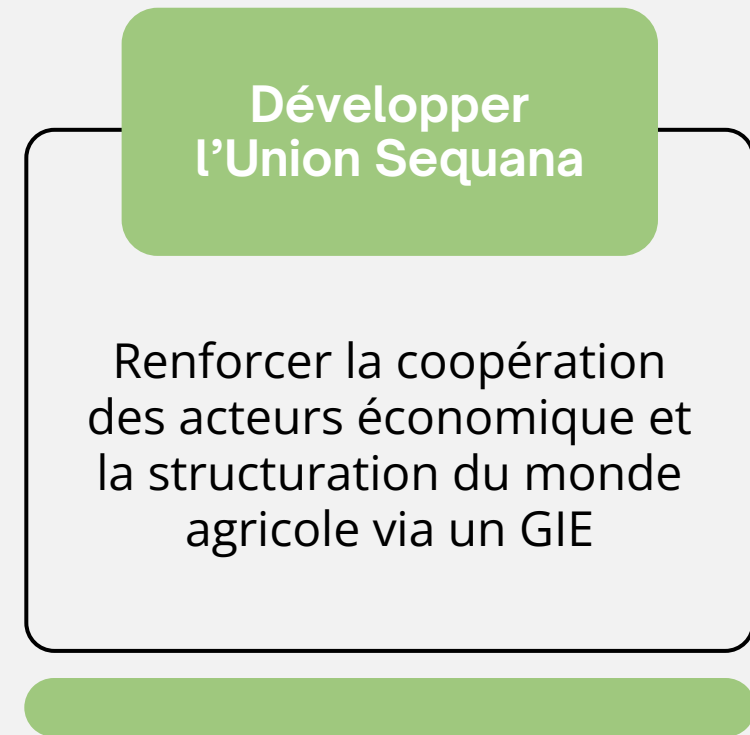 Développer
l’Union Sequana
Renforcer la coopération
des acteurs économique et
la structuration du monde
agricole via un GIE